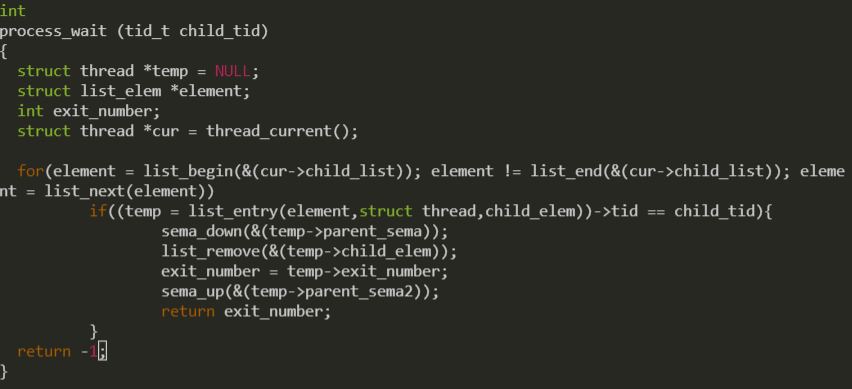 int
process_wait (tid_t child_tid)
{
  struct thread *temp = NULL;
  struct list_elem *element;
  int exit_number;
  struct thread *cur = thread_current();

  for(element = list_begin(&(cur->child_list)); element != list_end(&(cur->child_list)); eleme
nt = list_next(element))
         if((temp = list_entry(element,struct thread,child_elem))->tid == child_tid){
                 sema_down(&(temp->parent_sema));
                 list_remove(&(temp->child_elem));
                 exit_number = temp->exit_number;
                 sema_up(&(temp->parent_sema2));
                 return exit_number;
         }
  return -1;
}